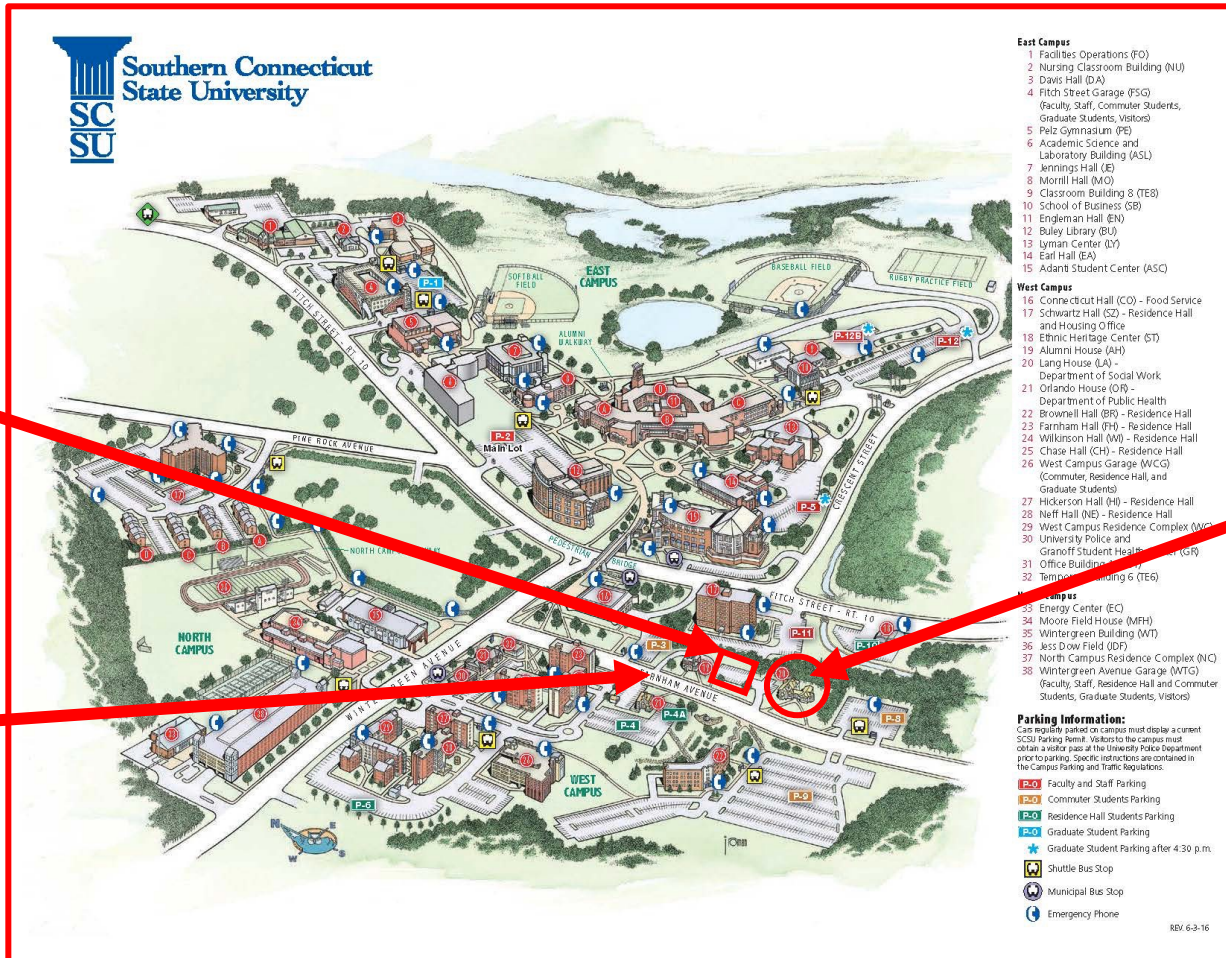 Southern Connecticut
State University
SC
SU
East Campus
1 Facilities Operations (FO)
2 Nursing Classroom Building (NU)
3 Davis Hall (DA)
4 Fitch Street Garage (FSG)
(Faculty, Staff, Commuter Students,
Graduate Students, Visitors)
5 Pelz Gymnasium (PE)
6 Academic Science and
Laboratory Building (ASL)
7 Jennings Hall (JE)
8 Morrill Hall (MO)
9 Classroom Building 8 (TE8)
10 School of Business (SB)
11 Engleman Hall (EN)
12 Buley Library (BU)
13 Lyman Center (LY)
14 Earl Hall (EA)
15 Adanti Student Center (ASC)
West Campus
16 Connecticut Hall (CO) - Food Service
17 Schwartz Hall (SZ) - Residence Hall
and Housing Office
18 Ethnic Heritage Center (ST)
19 Alumni House (AH)
20 Lang House (LA) -
Department of Social Work
21 Orlando House (OR) -
Department of Public Health
22 Brownell (BR) - Residence Hall
23 Farnham Hall (FH) - Residence Hall
24 Wilkinson Hall (WI) - Residence Hall
25 Chase Hall (CH) - Residence Hall
26 West Campus Garage (WCG)
(Commuter, Residence Hall, and
Graduate Students)
27 Hickerson Hall (HI) - Residence Hall
28 Neff Hall (NE) - Residence Hall
29 West Campus Residence Complex
30 University Police and
Granoff Student (GR)
31 Office Building
32 6 (TE6)
Campus
33 Energy Center (EC)
34 Moore Field House (MFH)
35 Wintergreen Building (WT)
36 Jess Dow Field (JDF)
37 North Campus Residence Complex (NC)
38 Wintergreen Avenue Garage (WTG)
(Faculty, Staff, Residence Hall and Commuter
Students, Graduate Students, Visitors)
Parking Information:
Cars regularly parked on campus must display a current
SCSU Parking Permit. Visitors to the campus must
obtain a visitor pass at the University Police Department
prior to parking. Specific instructions are contained in
the Campus Parking and Traffic Regulations.
P-0 Faculty and Staff Parking
P-0 Commuter Students Parking
P-0 Residence Hall Students Parking
P-0 Graduate Student Parking
Graduate Student Parking after 4:30 p.m.
Shuttle Bus Stop
Municipal Bus Stop
Emergency Phone
REV. 6-3-16
FITCH STREET - RT. 10
P-1
SOFTBALL
FIELD
EAST
CAMPUS
BASEBALL FIELD
RUGBY PRACTICE FIELD
ALUMNI
WALKWAY
P-12B
P-12
PINE ROCK AVENUE
P-2
Main Lot
CRESCENT STREET
P-5
PEDESTRIAN
BRIDGE
FITCH STREET - RT. 10
NORTH
CAMPUS
WINTERGREEN AVENUE
P-3
P-11
P-4
P-4A
P-8
WEST
CAMPUS
P-6
P-9
N
E
W
S